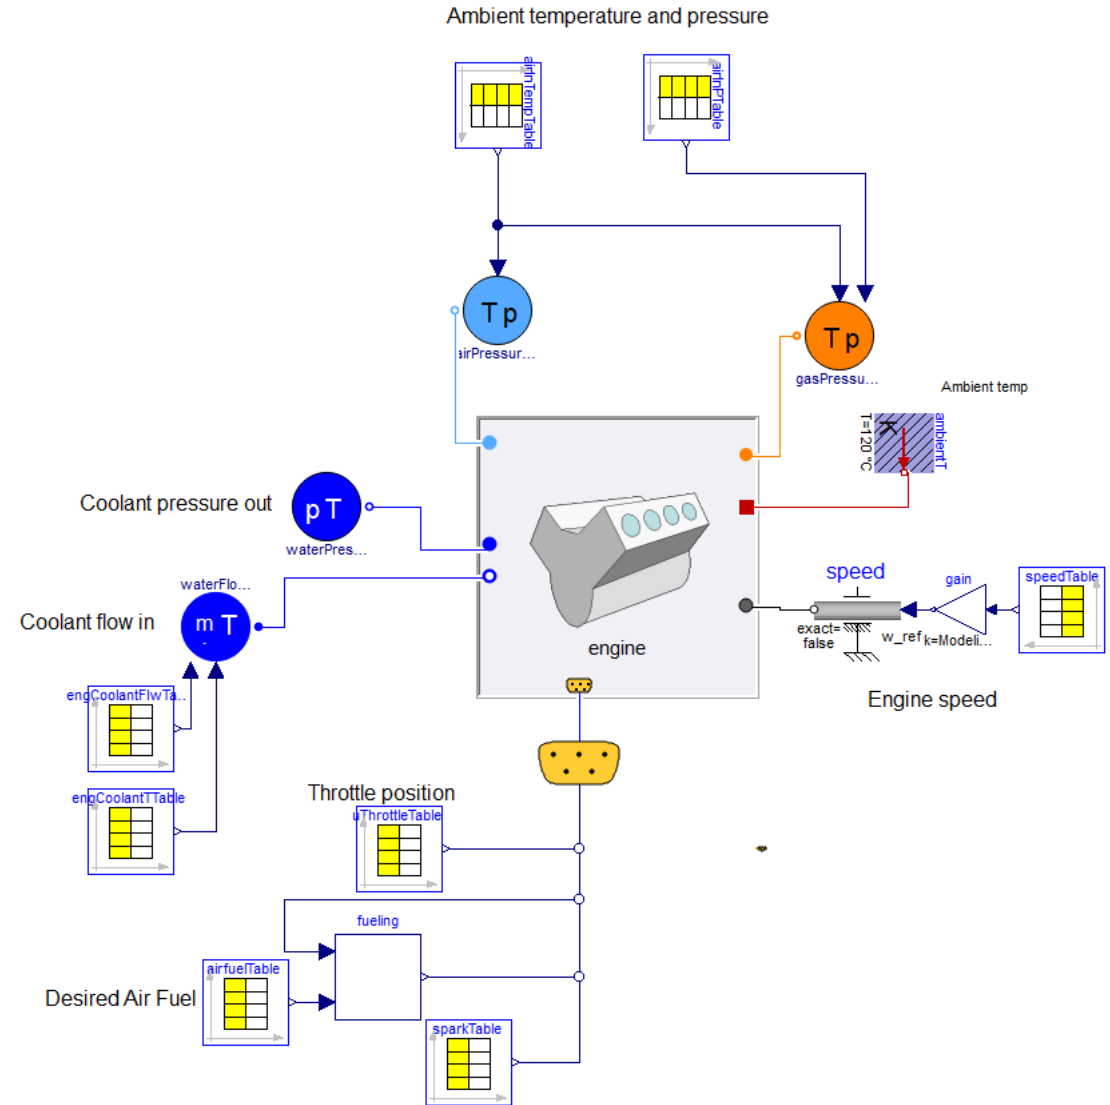 Ambient temperature and pressure
airInTempTable
airInPTable
T p
airPressur...
T p
gasPressu...
Ambient temp
ambientT
T=120 °C
K
Coolant pressure out
p T
waterPres...
waterFlo...
Coolant flow in
m T
engCoolantFlwTa..
engCoolantTTable
engine
speed
exact=
false
w_ref
gain
k=Modeli...
speedTable
Engine speed
Throttle position
uThrottleTable
fueling
Desired Air Fuel
airfuelTable
sparkTable